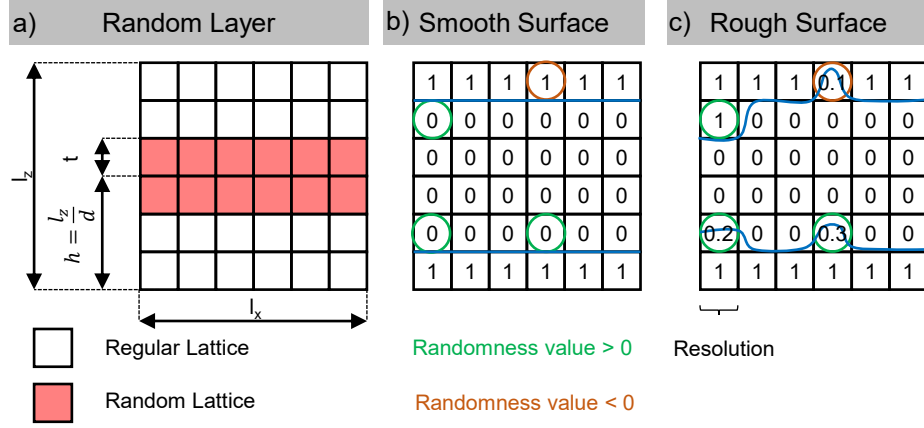 a) Random Layer
b) Smooth Surface
c) Rough Surface
l_z
t
h = \frac{l_z}{d}
l_x
1 1 1 1 1 1
0 0 0 0 0 0
0 0 0 0 0 0
0 0 0 0 0 0
0 0 0 0 0 0
1 1 1 1 1 1
1 1 1 0.1 1 1
1 0 0 0 0 0
0 0 0 0 0 0
0 0 0 0 0 0
0.2 0 0 0.3 0 0
1 1 1 1 1 1
Regular Lattice
Random Lattice
Randomness value > 0
Randomness value < 0
Resolution